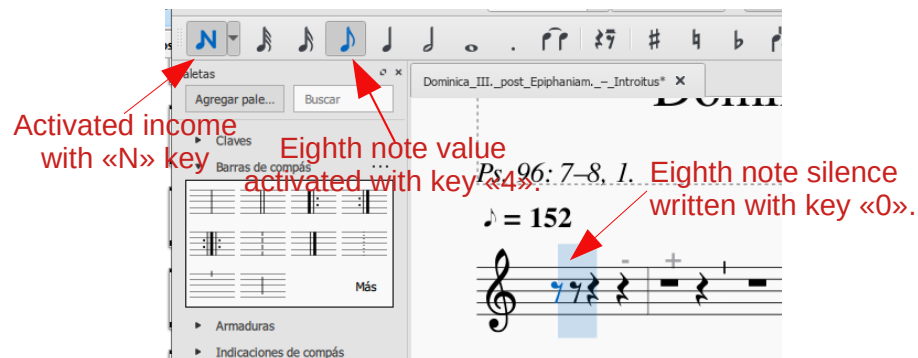 N
aletas
Dominica_III._post_Epiphaniam._–_Introitus*
Agregar pale...
Buscar
Activated income
with «N» key
Claves
Eighth note value
activated with key «4».
Barras de compás
Ps. 96: 7–8, 1.
Eighth note silence
written with key «0».
♪ = 152
Más
Armaduras
Indicaciones de compás